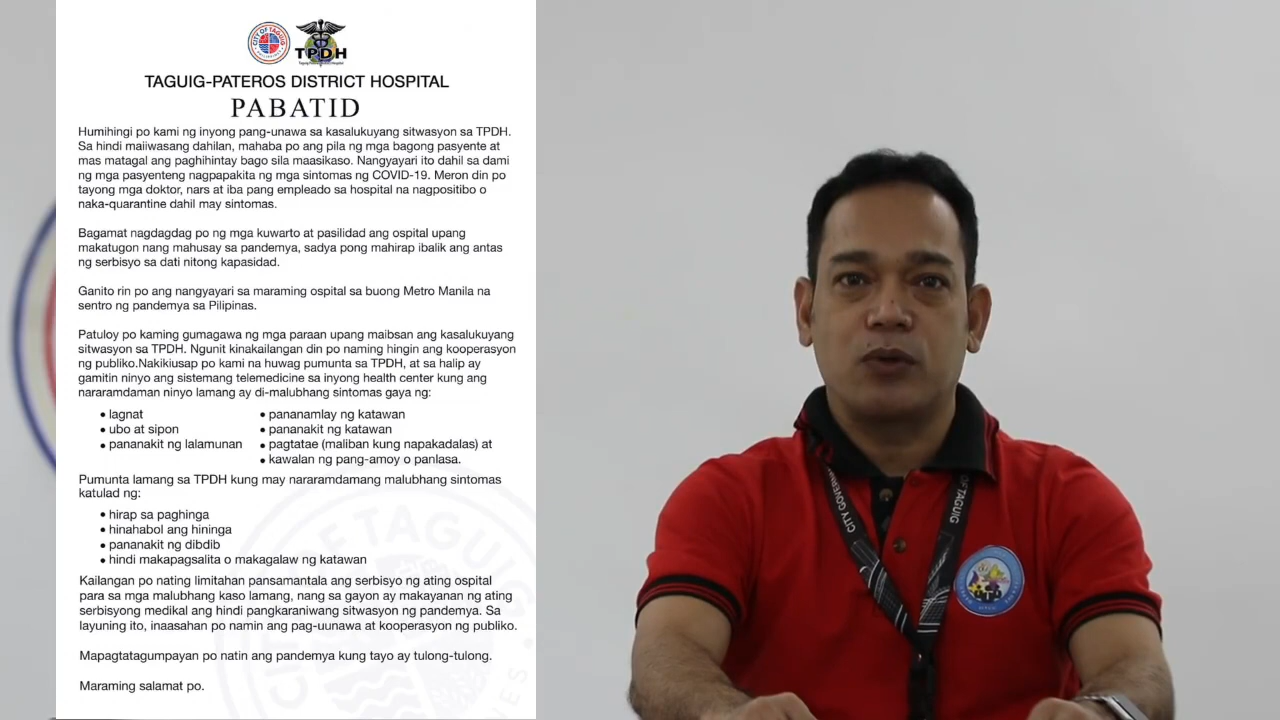 CITY OF TAGUIG
TPDH
TAGUIG-PATEROS DISTRICT HOSPITAL
PABATID
Humihingi po kami ng inyong pang-unawa sa kasalukuyang sitwasyon sa TPDH.
Sa hindi maiiwasang dahilan, mahaba po ang pila ng mga bagong pasyente at
mas matagal ang paghihintay bago sila maasikaso. Nangyayari ito dahil sa dami
ng mga pasyenteng nagpapakita ng mga sintomas ng COVID-19. Meron din po
tayong mga doktor, nars at iba pang empleado sa hospital na nagpositibo o
naka-quarantine dahil may sintomas.
Bagamat nagdagdag po ng mga kuwarto at pasilidad ang ospital upang
makatugon nang mahusay sa pandemya, sadya pong mahirap ibalik ang antas
ng serbisyo sa dati nitong kapasidad.
Ganito rin po ang nangyayari sa maraming ospital sa buong Metro Manila na
sentro ng pandemya sa Pilipinas.
Patuloy po kaming gumagawa ng mga paraan upang maibsan ang kasalukuyang
sitwasyon sa TPDH. Ngunit kinakailangan din po naming hingin ang kooperasyon
ng publiko.Nakikiusap po kami na huwag pumunta sa TPDH, at sa halip ay
gamitin ninyo ang sistemang telemedicine sa inyong health center kung ang
nararamdaman ninyo lamang ay di-malubhang sintomas gaya ng:
• lagnat
• ubo at sipon
• pananakit ng lalamunan
• pananamlay ng katawan
• pananakit ng katawan
• pagtatae (maliban kung napakadalas) at
• kawalan ng pang-amoy o panlasa.
Pumunta lamang sa TPDH kung may nararamdamang malubhang sintomas
katulad ng:
• hirap sa paghinga
• hinahabol ang hininga
• pananakit ng dibdib
• hindi makapagsalita o makagalaw ng katawan
Kailangan po nating limitahan pansamantala ang serbisyo ng ating ospital
para sa mga malubhang kaso lamang, nang sa gayon ay makayanan ng ating
serbisyong medikal ang hindi pangkaraniwang sitwasyon ng pandemya. Sa
layuning ito, inaasahan po namin ang pag-uunawa at kooperasyon ng publiko.
Mapagtatagumpayan po natin ang pandemya kung tayo ay tulong-tulong.
Maraming salamat po.